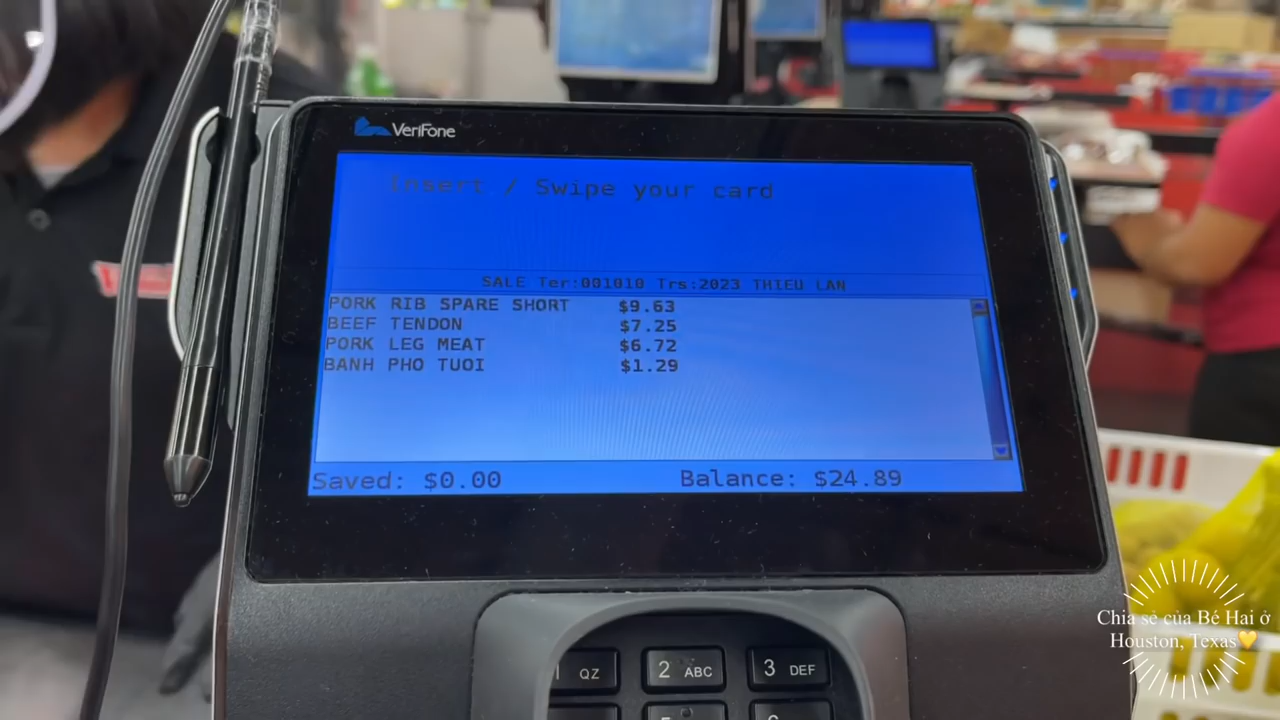 VeriFone
Insert / Swipe your card
SALE Ter:001010 Trs:2023 THIEU LAN
PORK RIB SPARE SHORT $9.63
BEEF TENDON $7.25
PORK LEG MEAT $6.72
BANH PHO TUOI $1.29
Saved: $0.00 Balance: $24.89
1 QZ 2 ABC 3 DEF
Chia sẻ của Bé Hai ở
Houston, Texas💛